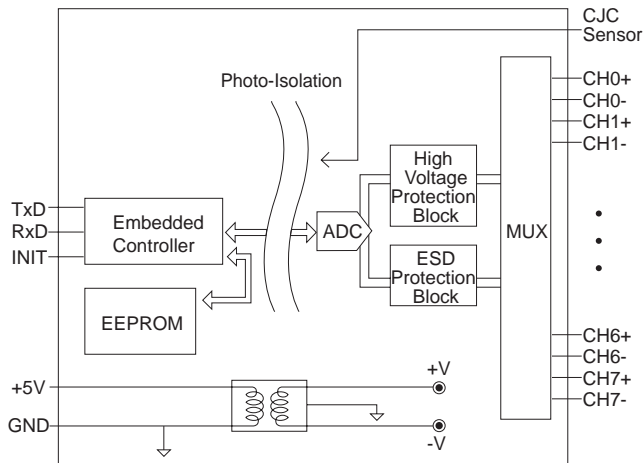 CJC
Sensor
Photo-Isolation
CH0+
CH0-
CH1+
CH1-
High
Voltage
Protection
Block
TxD
RxD
INIT
Embedded
Controller
ADC
MUX
ESD
Protection
Block
EEPROM
CH6+
CH6-
CH7+
CH7-
+5V
+V
GND
-V